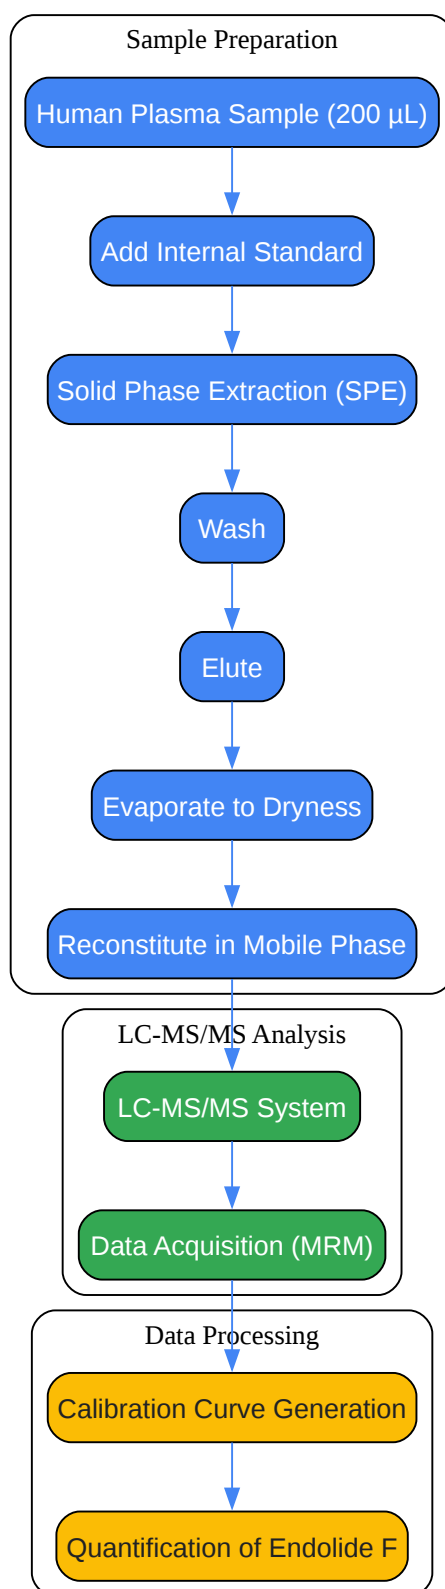 Sample Preparation
Human Plasma Sample (200 µL)
Add Internal Standard
Solid Phase Extraction (SPE)
Wash
Elute
Evaporate to Dryness
Reconstitute in Mobile Phase
LC-MS/MS Analysis
LC-MS/MS System
Data Acquisition (MRM)
Data Processing
Calibration Curve Generation
Quantification of Endolide F